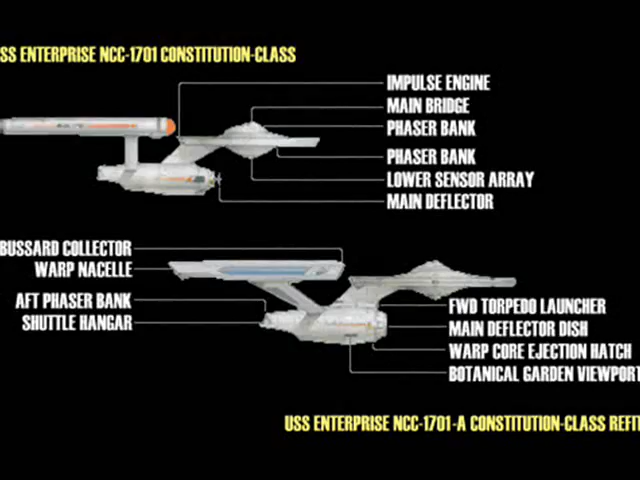 SS ENTERPRISE NCC-1701 CONSTITUTION-CLASS
IMPULSE ENGINE
MAIN BRIDGE
PHASER BANK
PHASER BANK
LOWER SENSOR ARRAY
MAIN DEFLECTOR
BUSSARD COLLECTOR
WARP NACELLE
AFT PHASER BANK
SHUTTLE HANGAR
FWD TORPEDO LAUNCHER
MAIN DEFLECTOR DISH
WARP CORE EJECTION HATCH
BOTANICAL GARDEN VIEWPORT
USS ENTERPRISE NCC-1701-A CONSTITUTION-CLASS REFI